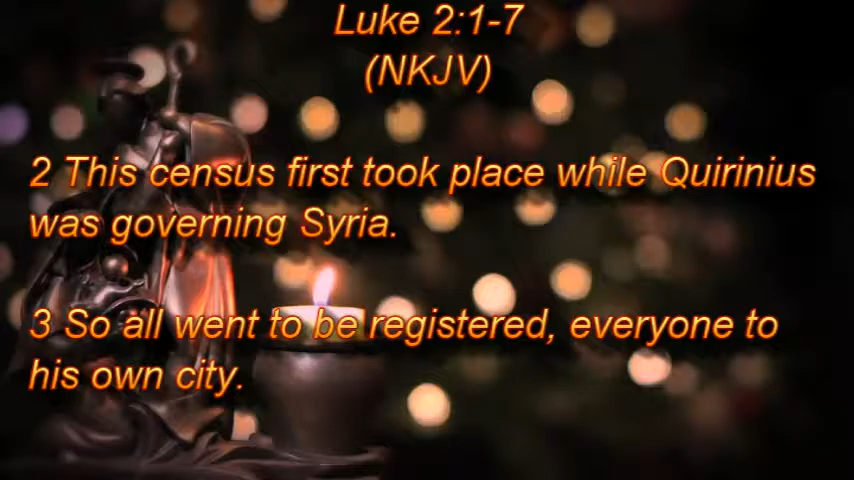 Luke 2:1-7
(NKJV)
2 This census first took place while Quirinius
was governing Syria.
3 So all went to be registered, everyone to
his own city.